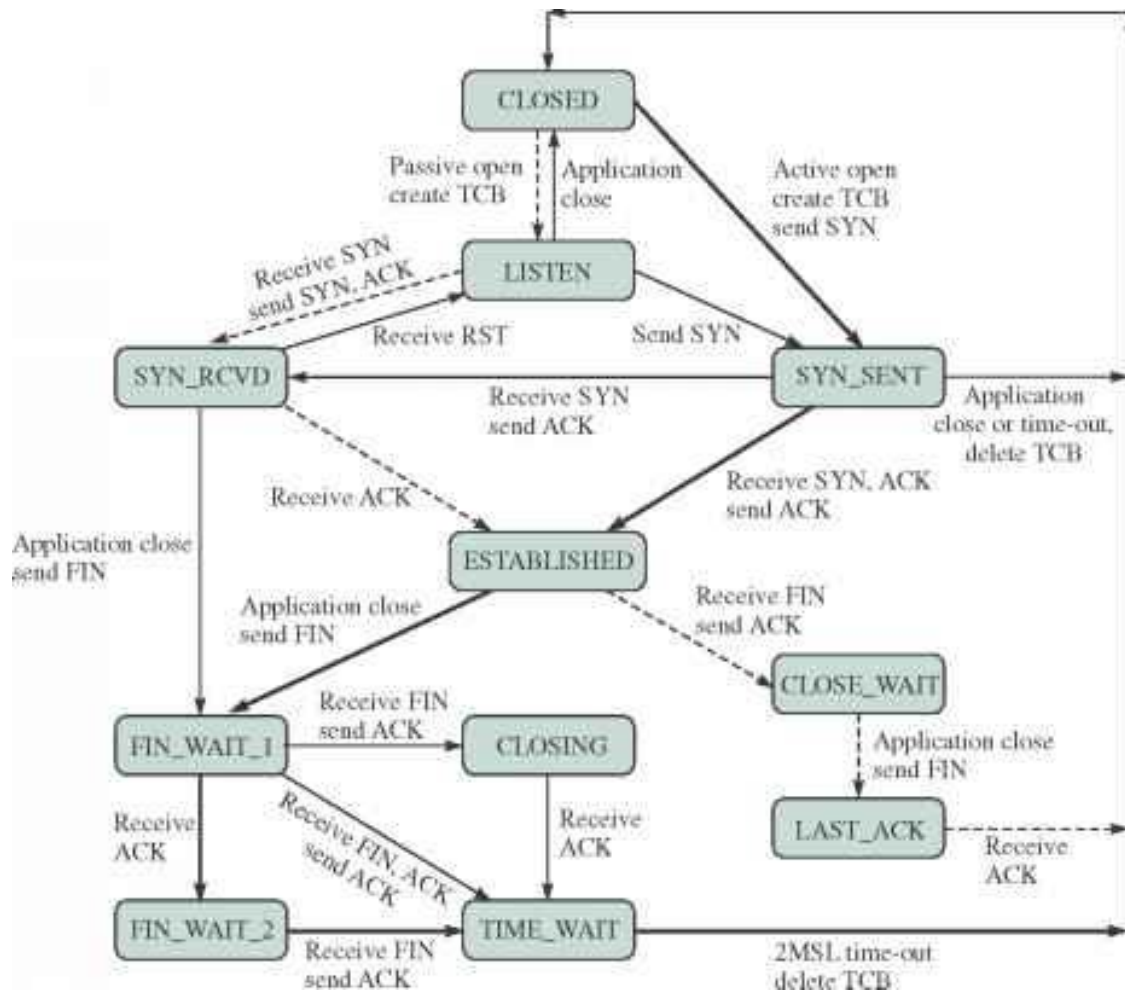 CLOSED
Passive open
create TCB
Application
close
Active open
create TCB
send SYN
Receive SYN
send SYN, ACK
LISTEN
Receive RST
Send SYN
SYN_RCVD
SYN_SENT
Receive SYN
send ACK
Application
close or time-out,
delete TCB
Receive ACK
Receive SYN, ACK
send ACK
Application close
send FIN
ESTABLISHED
Application close
send FIN
Receive FIN
send ACK
CLOSE_WAIT
FIN_WAIT_1
Receive FIN
send ACK
CLOSING
Application close
send FIN
Receive
ACK
Receive FIN, ACK
send ACK
Receive
ACK
LAST_ACK
Receive
ACK
FIN_WAIT_2
Receive FIN
send ACK
TIME_WAIT
2MSL time-out
delete TCB